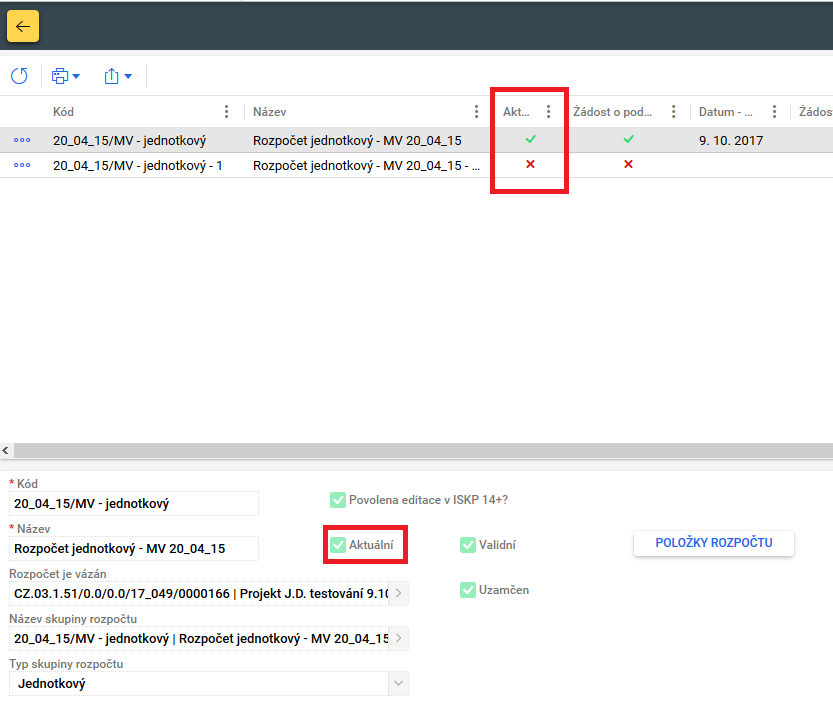 Kód Název Akt... Žádost o pod... Datum - ... Žádos
20_04_15/MV - jednotkový Rozpočet jednotkový - MV 20_04_15 9. 10. 2017
20_04_15/MV - jednotkový - 1 Rozpočet jednotkový - MV 20_04_15 - ...
* Kód
20_04_15/MV - jednotkový
Povolena editace v ISKP 14+?
* Název
Rozpočet jednotkový - MV 20_04_15
Aktuální Validní POLOŽKY ROZPOČTU
Rozpočet je vázán
CZ.03.1.51/0.0/0.0/17_049/0000166 | Projekt J.D. testování 9.10
Uzamčen
Název skupiny rozpočtu
20_04_15/MV - jednotkový | Rozpočet jednotkový - MV 20_04_15
Typ skupiny rozpočtu
Jednotkový